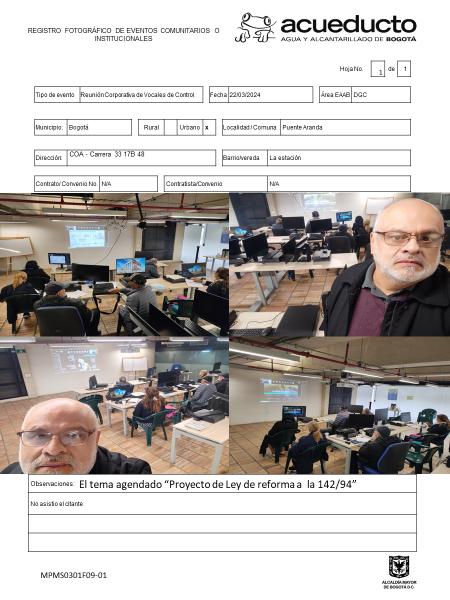 REGISTRO FOTOGRÁFICO DE EVENTOS COMUNITARIOS O
INSTITUCIONALES
acueducto
AGUA Y ALCANTARILLADO DE BOGOTÁ
Hoja No. 1 de 1
Tipo de evento Reunión Corporativa de Vocales de Control Fecha 22/03/2024 Área EAAB DGC
Municipio: Bogotá Rural Urbano x Localidad / Comuna Puente Aranda
Dirección: COA - Carrera 33 17B 48 Barrio/vereda La estación
Contrato/ Convenio No. N/A Contratista/Convenio N/A
Observaciones: El tema agendado “Proyecto de Ley de reforma a la 142/94”
No asistio el citante
MPMS0301F09-01
ALCALDÍA MAYOR
DE BOGOTÁ D.C.